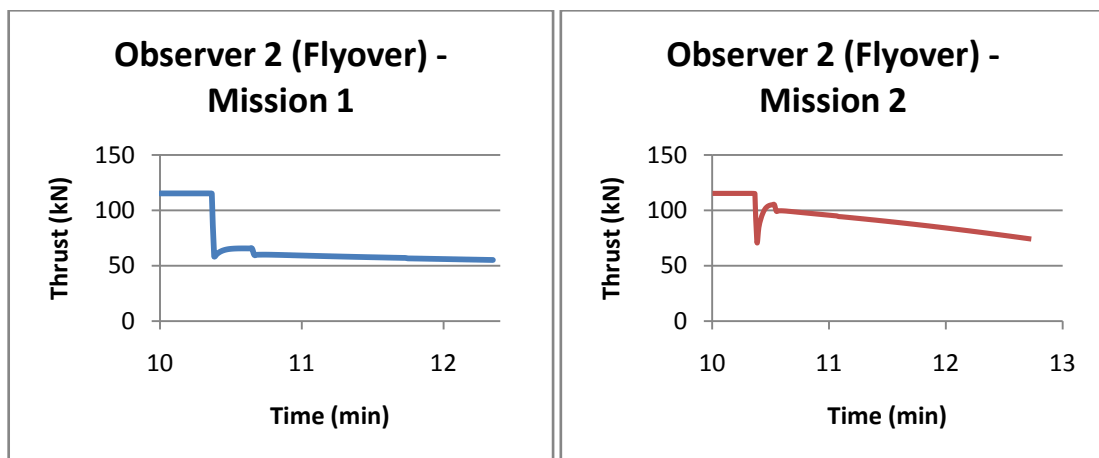 Observer 2 (Flyover) -
Mission 1
150
100
50
0
Thrust (kN)
10
11
12
Time (min)
Observer 2 (Flyover) -
Mission 2
150
100
50
0
Thrust (kN)
10
11
12
13
Time (min)